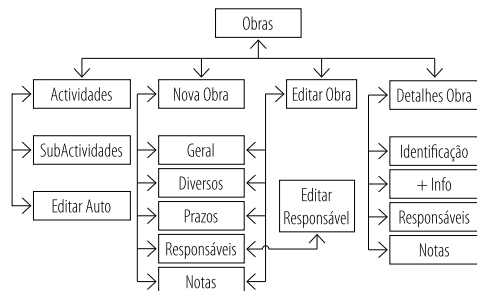 Obras
Actividades
Nova Obra
Editar Obra
Detalhes Obra
SubActividades
Editar Auto
Geral
Diversos
Prazos
Responsáveis
Notas
Editar
Responsável
Identificação
+ Info
Responsáveis
Notas